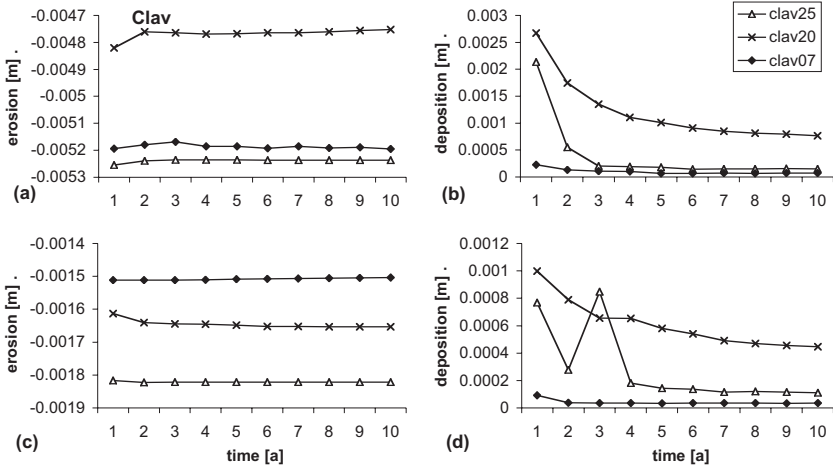 Clav
erosion [m] .
-0.0047
-0.0048
-0.0049
-0.005
-0.0051
-0.0052
-0.0053
1 2 3 4 5 6 7 8 9 10
(a)
deposition [m] .
0.003
0.0025
0.002
0.0015
0.001
0.0005
0
1 2 3 4 5 6 7 8 9 10
(b)
clav25
clav20
clav07
erosion [m] .
-0.0014
-0.0015
-0.0016
-0.0017
-0.0018
-0.0019
1 2 3 4 5 6 7 8 9 10
time [a]
(c)
deposition [m] .
0.0012
0.001
0.0008
0.0006
0.0004
0.0002
0
1 2 3 4 5 6 7 8 9 10
time [a]
(d)